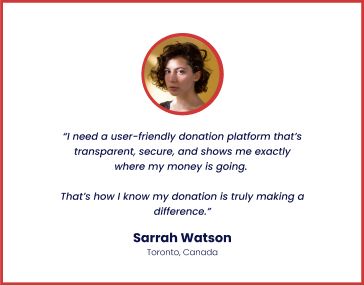 “I need a user-friendly donation platform that’s
transparent, secure, and shows me exactly
where my money is going.
That’s how I know my donation is truly making a
difference.”
Sarrah Watson
Toronto, Canada